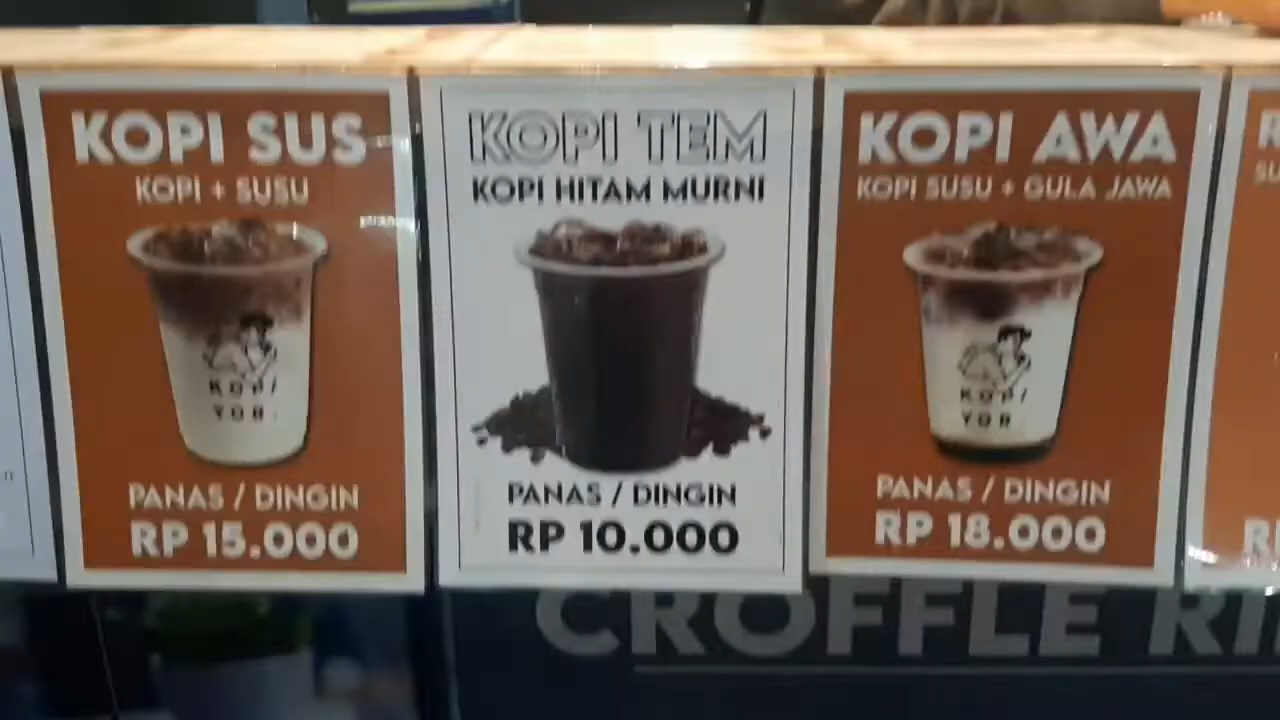 KOPI SUS
KOPI + SUSU
KOPI
YOR.
PANAS / DINGIN
RP 15.000
KOPI TEM
KOPI HITAM MURNI
PANAS / DINGIN
RP 10.000
KOPI AWA
KOPI SUSU + GULA JAWA
KOPI
YOR
PANAS / DINGIN
RP 18.000
CROFFLE